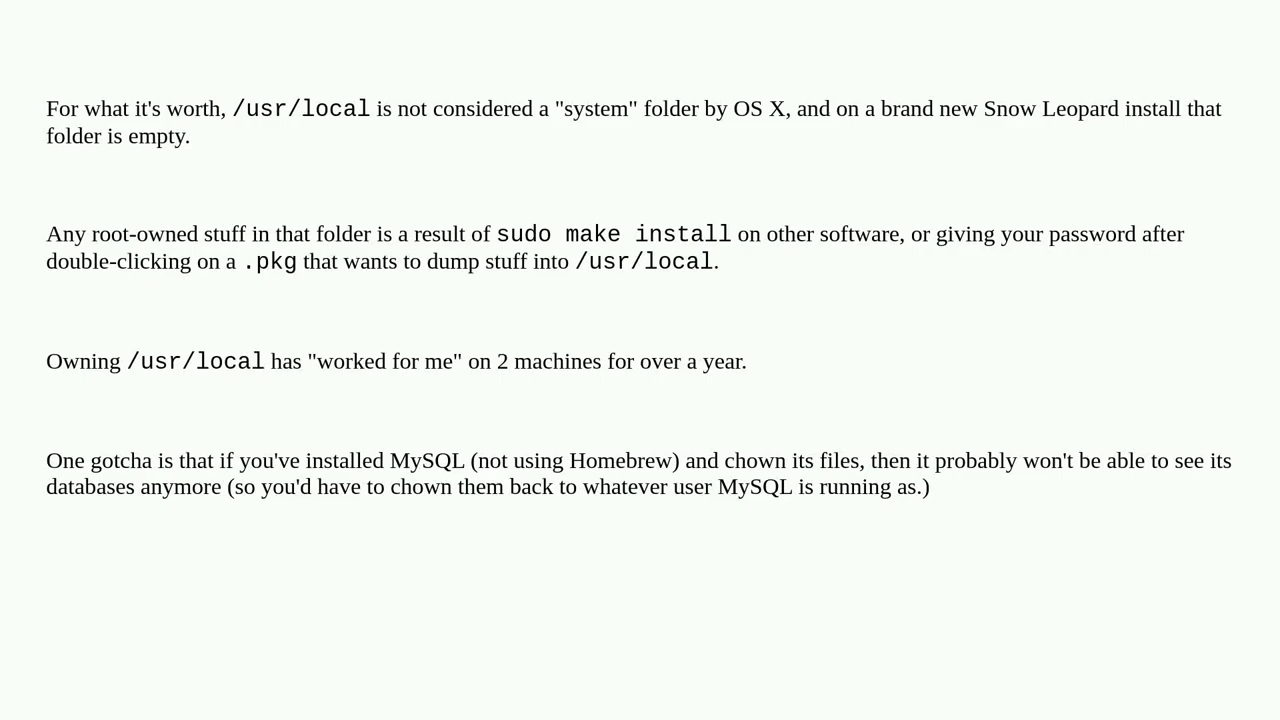 For what it's worth, /usr/local is not considered a "system" folder by OS X, and on a brand new Snow Leopard install that
folder is empty.
Any root-owned stuff in that folder is a result of sudo make install on other software, or giving your password after
double-clicking on a .pkg that wants to dump stuff into /usr/local.
Owning /usr/local has "worked for me" on 2 machines for over a year.
One gotcha is that if you've installed MySQL (not using Homebrew) and chown its files, then it probably won't be able to see its
databases anymore (so you'd have to chown them back to whatever user MySQL is running as.)